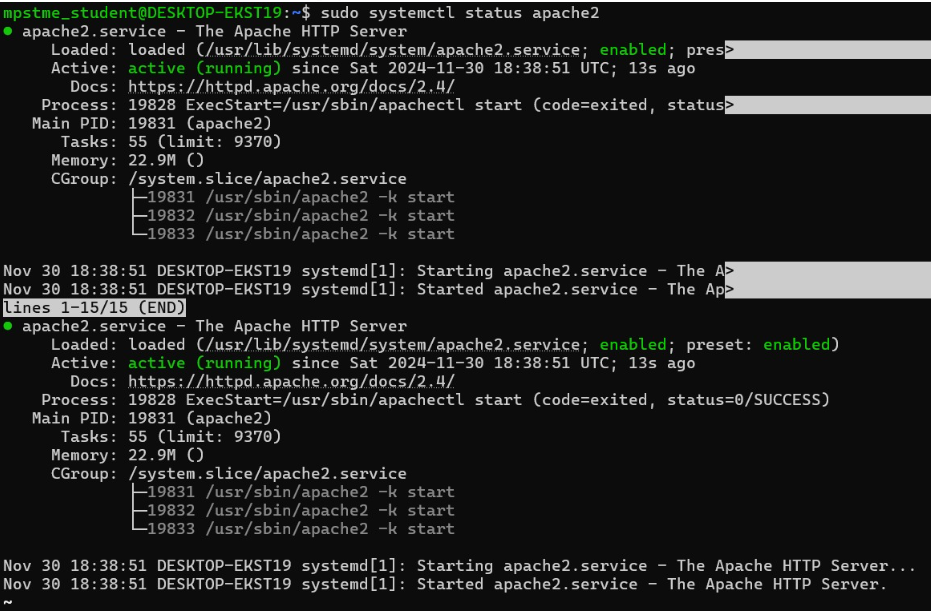 mpstme_student@DESKTOP-EKST19:~$ sudo systemctl status apache2
● apache2.service - The Apache HTTP Server
Loaded: loaded (/usr/lib/systemd/system/apache2.service; enabled; pres>
Active: active (running) since Sat 2024-11-30 18:38:51 UTC; 13s ago
Docs: https://httpd.apache.org/docs/2.4/
Process: 19828 ExecStart=/usr/sbin/apachectl start (code=exited, status>
Main PID: 19831 (apache2)
Tasks: 55 (limit: 9370)
Memory: 22.9M ()
CGroup: /system.slice/apache2.service
├─19831 /usr/sbin/apache2 -k start
├─19832 /usr/sbin/apache2 -k start
└─19833 /usr/sbin/apache2 -k start
Nov 30 18:38:51 DESKTOP-EKST19 systemd[1]: Starting apache2.service - The A>
Nov 30 18:38:51 DESKTOP-EKST19 systemd[1]: Started apache2.service - The Ap>
lines 1-15/15 (END)
● apache2.service - The Apache HTTP Server
Loaded: loaded (/usr/lib/systemd/system/apache2.service; enabled; preset: enabled)
Active: active (running) since Sat 2024-11-30 18:38:51 UTC; 13s ago
Docs: https://httpd.apache.org/docs/2.4/
Process: 19828 ExecStart=/usr/sbin/apachectl start (code=exited, status=0/SUCCESS)
Main PID: 19831 (apache2)
Tasks: 55 (limit: 9370)
Memory: 22.9M ()
CGroup: /system.slice/apache2.service
├─19831 /usr/sbin/apache2 -k start
├─19832 /usr/sbin/apache2 -k start
└─19833 /usr/sbin/apache2 -k start
Nov 30 18:38:51 DESKTOP-EKST19 systemd[1]: Starting apache2.service - The Apache HTTP Server...
Nov 30 18:38:51 DESKTOP-EKST19 systemd[1]: Started apache2.service - The Apache HTTP Server.
~